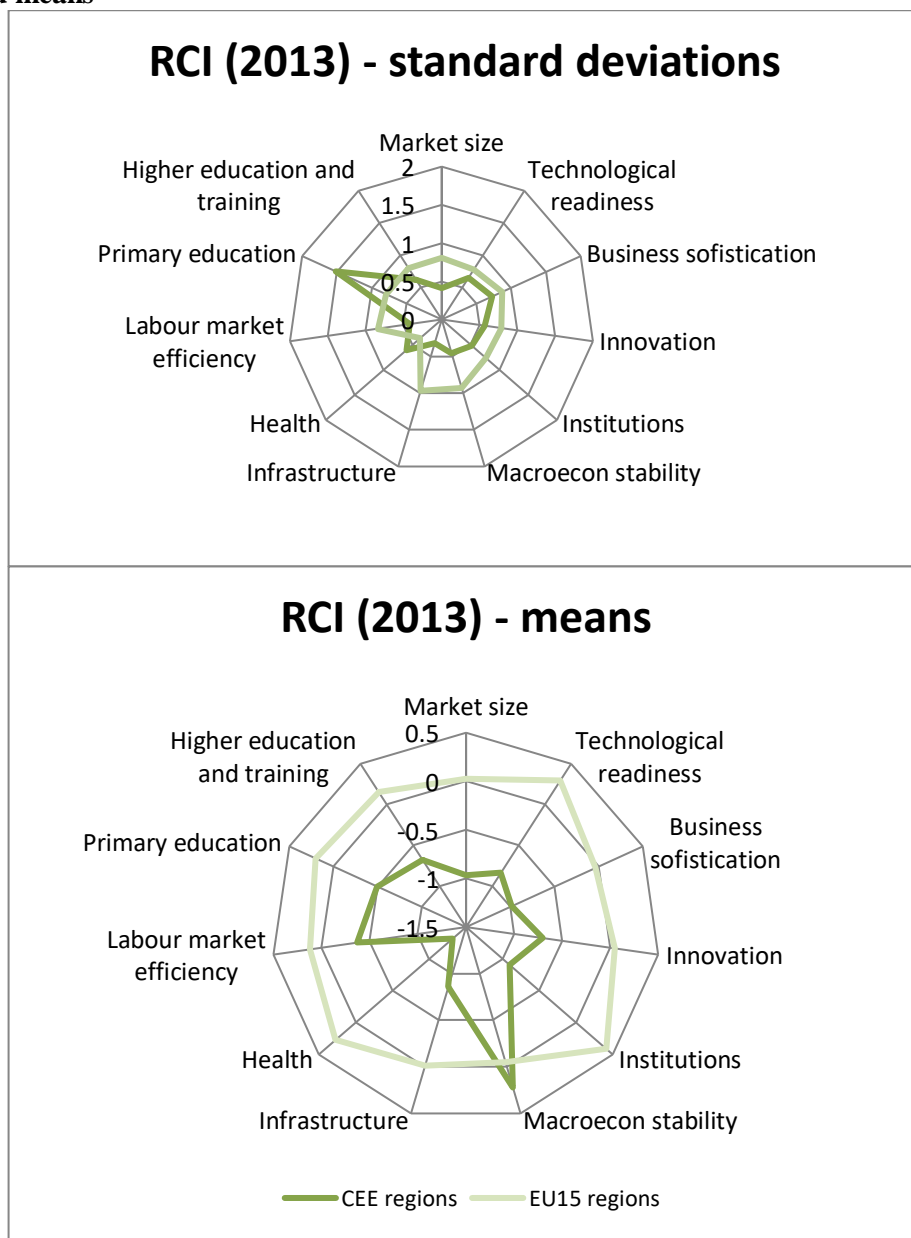 means
RCI (2013) - standard deviations
Market size
Technological
readiness
Business sofistication
Innovation
Institutions
Macroecon stability
Infrastructure
Health
Labour market
efficiency
Primary education
Higher education and
training
2
1.5
1
0.5
0
RCI (2013) - means
Market size
Technological
readiness
Business
sofistication
Innovation
Institutions
Macroecon stability
Infrastructure
Health
Labour market
efficiency
Primary education
Higher education
and training
0.5
0
-0.5
-1
-1.5
CEE regions
EU15 regions